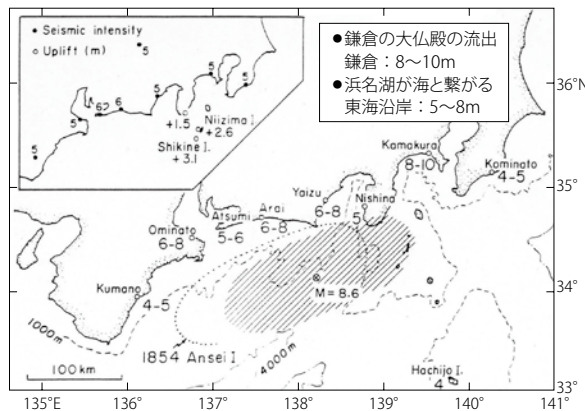 ● Seismic intensity
○ Uplift (m)
5
5
5
5
5
6
6?
5
5
+1.5
Niizima I.
+2.6
Shikine I.
+3.1
●鎌倉の大仏殿の流出
鎌倉：8～10m
●浜名湖が海と繋がる
東海沿岸：5～8m
36°N
35°
34°
33°
Kamakura
8-10
Kominato
4-5
Yaizu
6-8
Nishina
5
Arai
6-8
Atsumi
5-6
Ominato
6-8
Kumano
4-5
M=8.6
1000m
1854 Ansei I
4000m
Hachijo I.
4
100 km
135°E
136°
137°
138°
139°
140°
141°